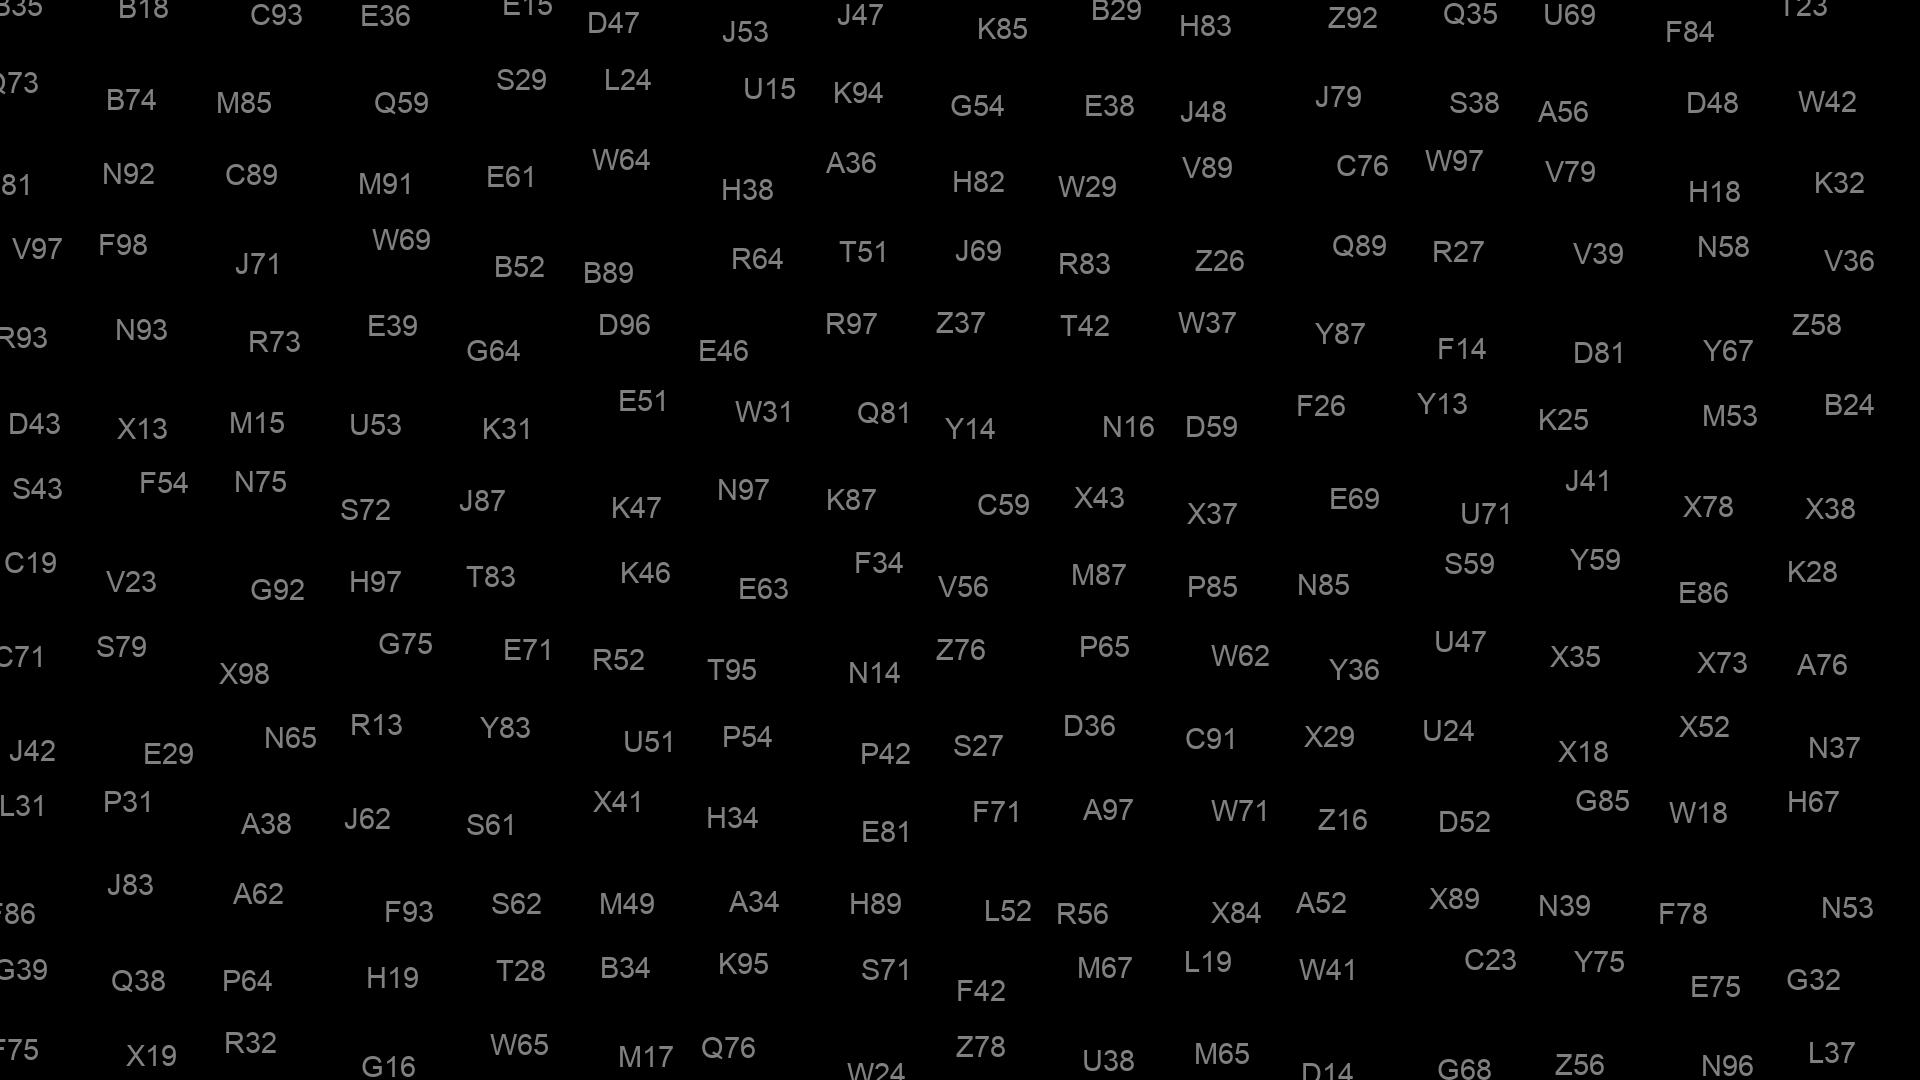 B35 B18 C93 E36 E15 D47 J53 J47 K85 B29 H83 Z92 Q35 U69 F84 T23
Q73 B74 M85 Q59 S29 L24 U15 K94 G54 E38 J48 J79 S38 A56 D48 W42
81 N92 C89 M91 E61 W64 H38 A36 H82 W29 V89 C76 W97 V79 H18 K32
V97 F98 J71 W69 B52 B89 R64 T51 J69 R83 Z26 Q89 R27 V39 N58 V36
R93 N93 R73 E39 G64 D96 E46 R97 Z37 T42 W37 Y87 F14 D81 Y67 Z58
D43 X13 M15 U53 K31 E51 W31 Q81 Y14 N16 D59 F26 Y13 K25 M53 B24
S43 F54 N75 S72 J87 K47 N97 K87 C59 X43 X37 E69 U71 J41 X78 X38
C19 V23 G92 H97 T83 K46 E63 F34 V56 M87 P85 N85 S59 Y59 E86 K28
C71 S79 X98 G75 E71 R52 T95 N14 Z76 P65 W62 Y36 U47 X35 X73 A76
J42 E29 N65 R13 Y83 U51 P54 P42 S27 D36 C91 X29 U24 X18 X52 N37
L31 P31 A38 J62 S61 X41 H34 E81 F71 A97 W71 Z16 D52 G85 W18 H67
86 J83 A62 F93 S62 M49 A34 H89 L52 R56 X84 A52 X89 N39 F78 N53
G39 Q38 P64 H19 T28 B34 K95 S71 F42 M67 L19 W41 C23 Y75 E75 G32
75 X19 R32 G16 W65 M17 Q76 W24 Z78 U38 M65 D14 G68 Z56 N96 L37